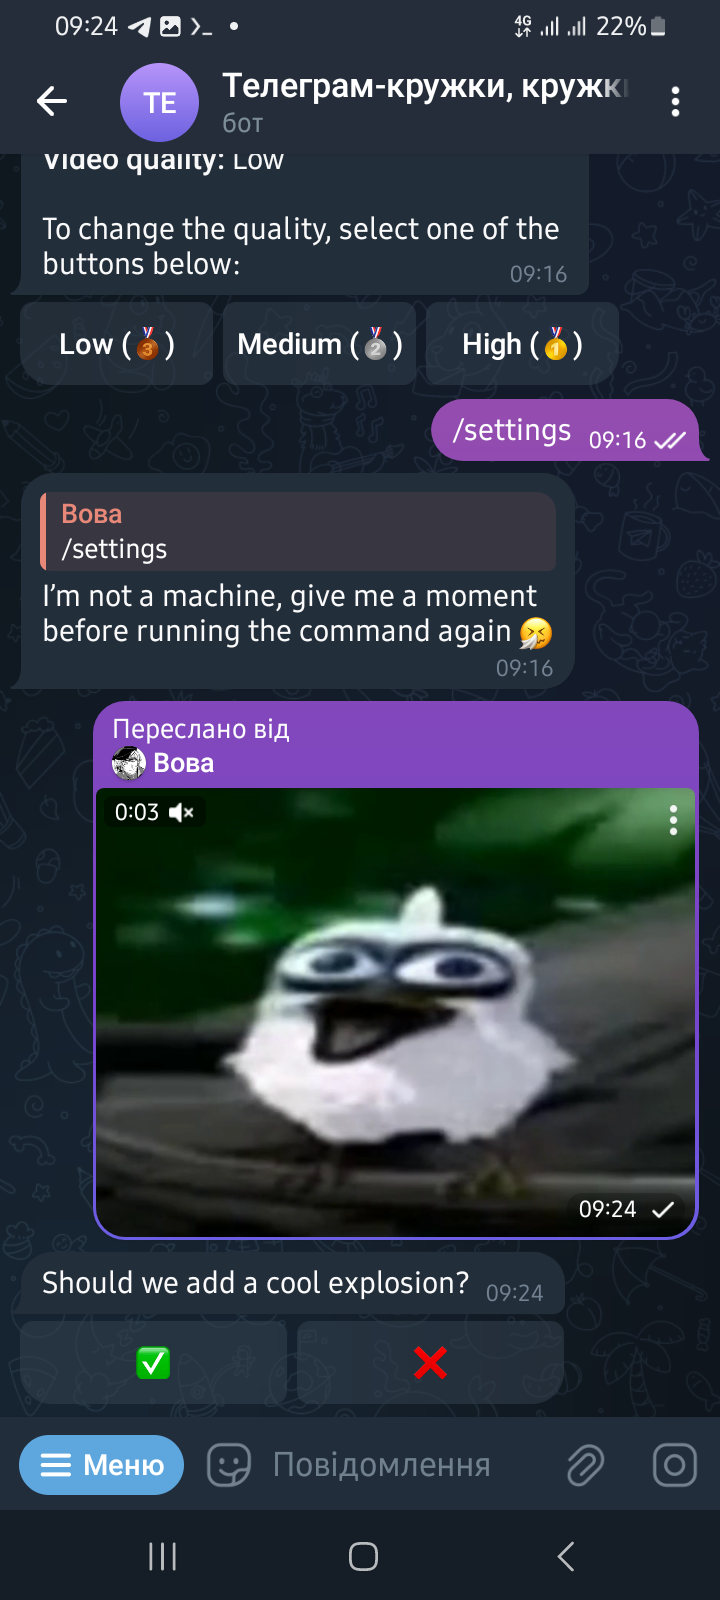 09:24
4G
22%
TE
Телеграм-кружки, кружк
бот
Video quality: Low
To change the quality, select one of the
buttons below:
09:16
Low (🥉)
Medium (🥈)
High (🥇)
/settings 09:16
Вова
/settings
I'm not a machine, give me a moment
before running the command again 🤧
09:16
Переслано від
Вова
0:03
09:24
Should we add a cool explosion? 09:24
✅
❌
Меню
Повідомлення